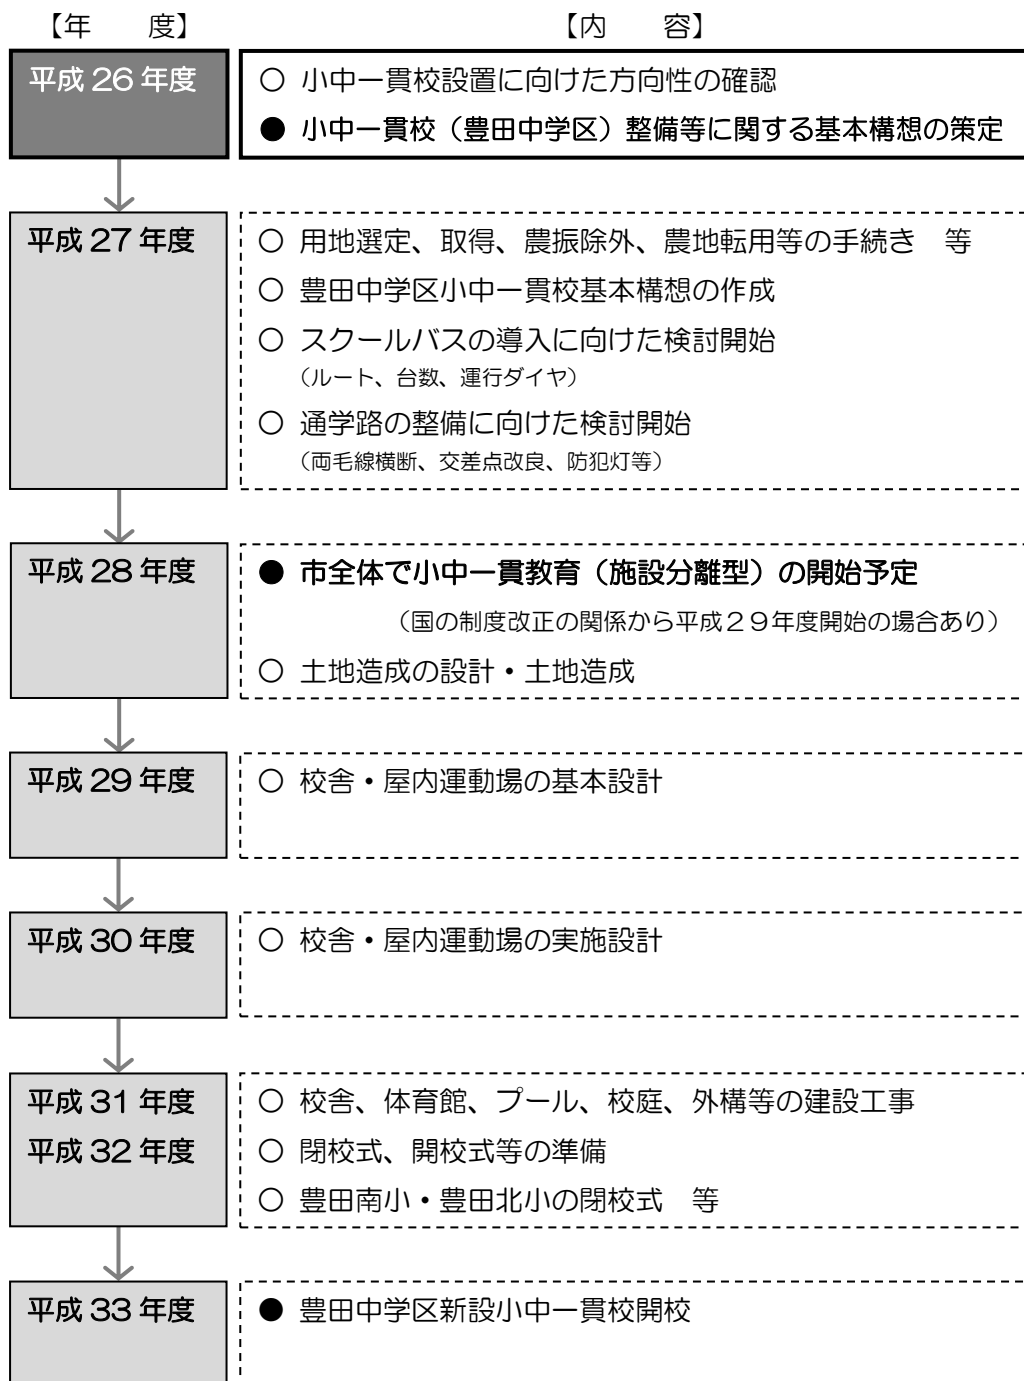 【年　　度】　【内　　容】
平成 26 年度
○ 小中一貫校設置に向けた方向性の確認
● 小中一貫校（豊田中学区）整備等に関する基本構想の策定
平成 27 年度
○ 用地選定、取得、農振除外、農地転用等の手続き　等
○ 豊田中学区小中一貫校基本構想の作成
○ スクールバスの導入に向けた検討開始
（ルート、台数、運行ダイヤ）
○ 通学路の整備に向けた検討開始
（両毛線横断、交差点改良、防犯灯等）
平成 28 年度
● 市全体で小中一貫教育（施設分離型）の開始予定
（国の制度改正の関係から平成２９年度開始の場合あり）
○ 土地造成の設計・土地造成
平成 29 年度
○ 校舎・屋内運動場の基本設計
平成 30 年度
○ 校舎・屋内運動場の実施設計
平成 31 年度
平成 32 年度
○ 校舎、体育館、プール、校庭、外構等の建設工事
○ 閉校式、開校式等の準備
○ 豊田南小・豊田北小の閉校式　等
平成 33 年度
● 豊田中学区新設小中一貫校開校